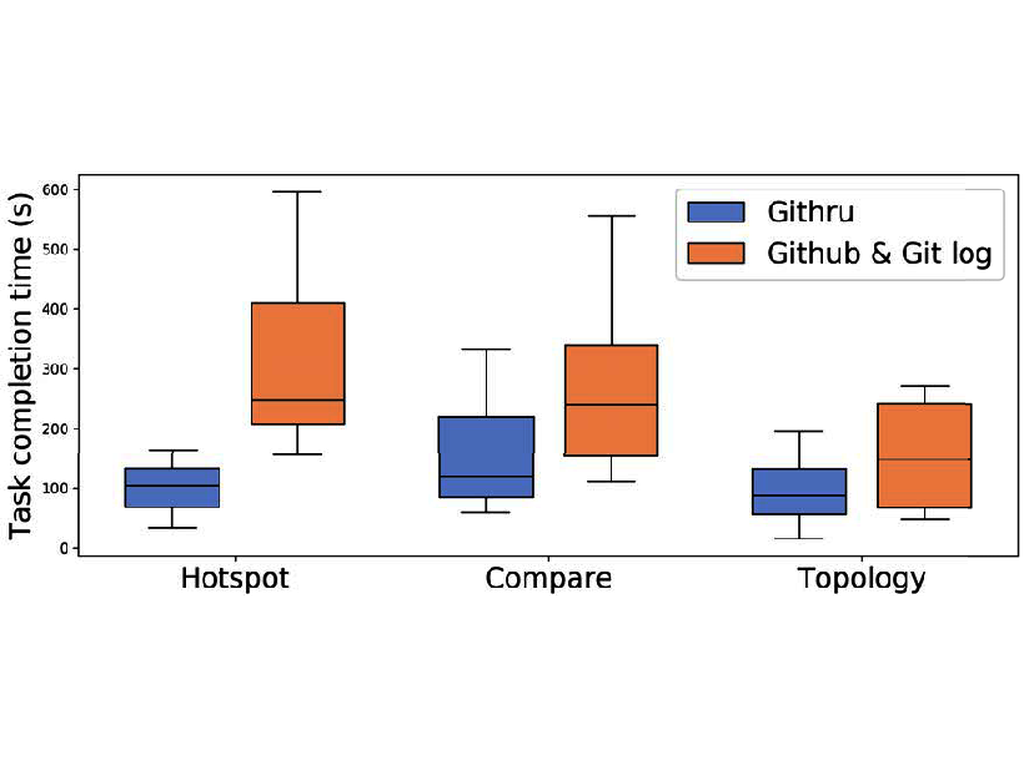 Task completion time (s)
600
500
400
300
200
100
0
Githru
Github & Git log
Hotspot
Compare
Topology